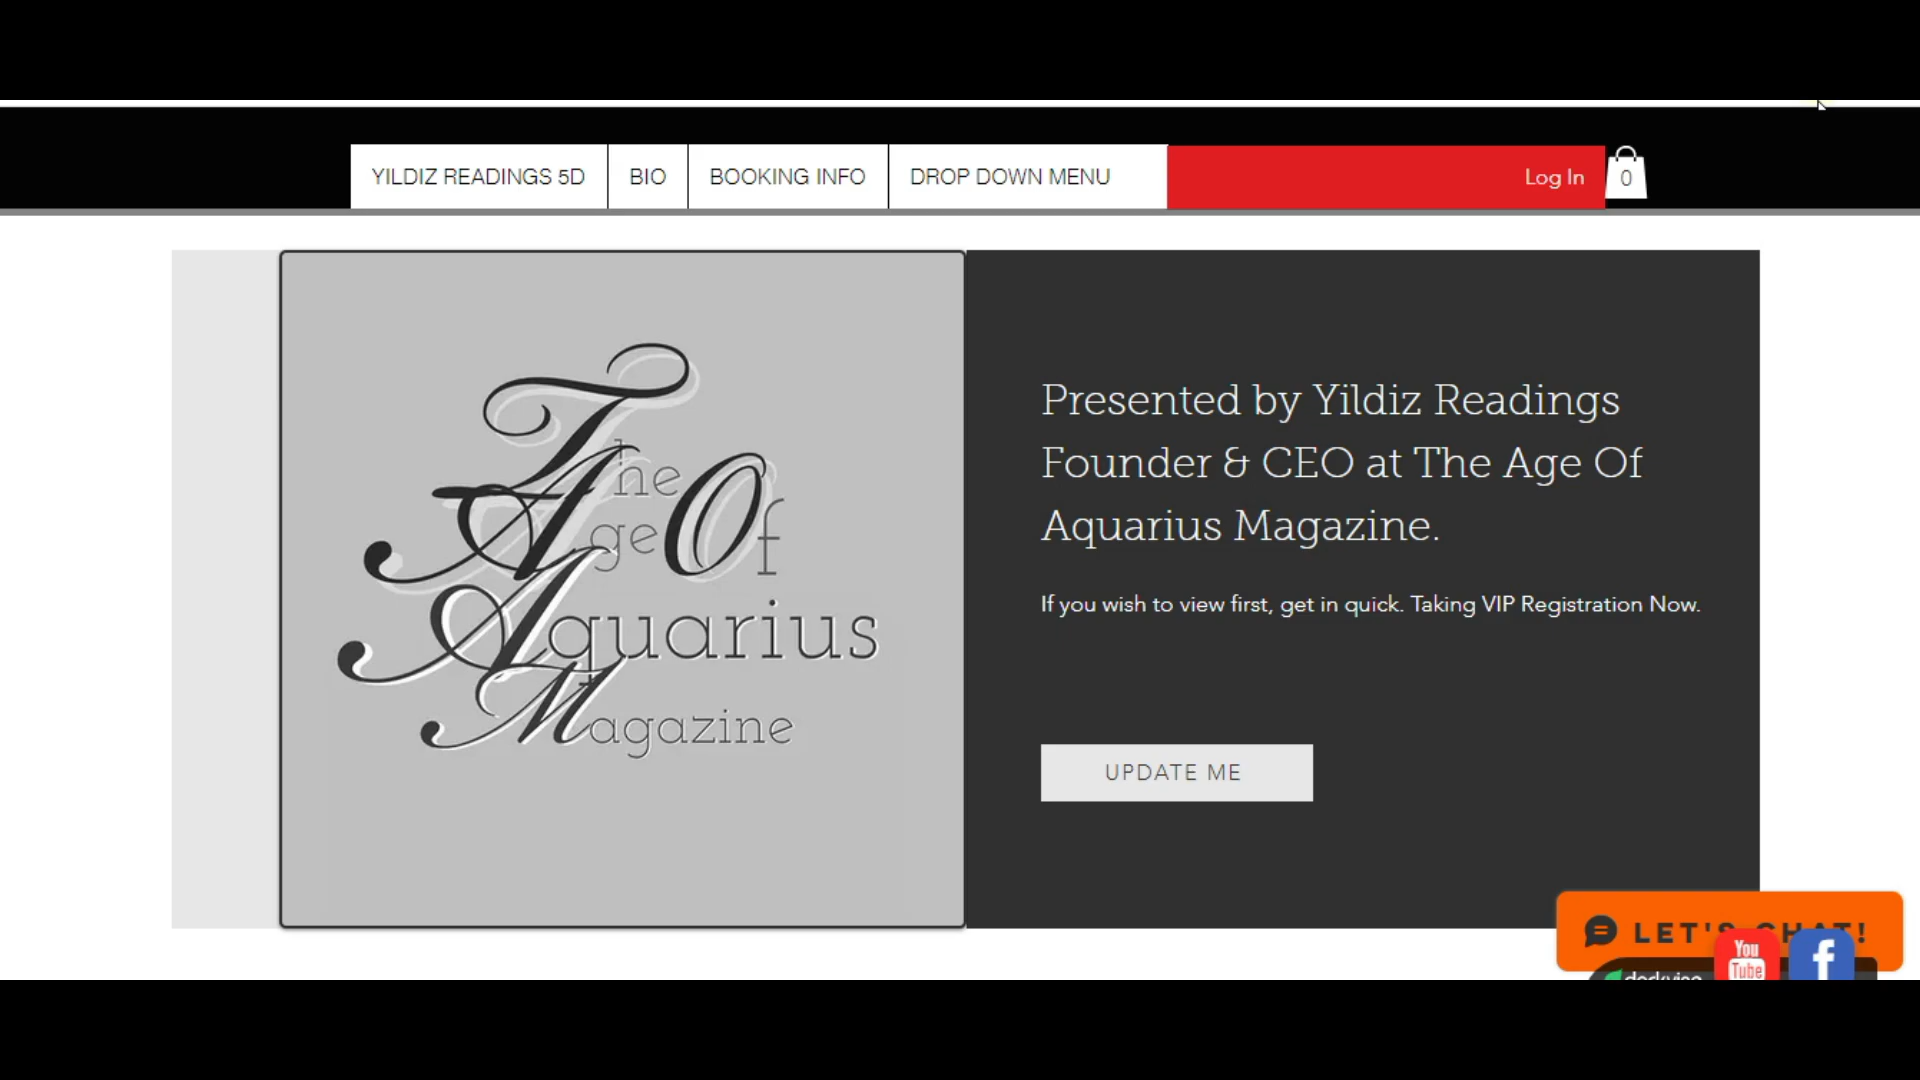 YILDIZ READINGS 5D
BIO
BOOKING INFO
DROP DOWN MENU
Log In
0
The
Age Of
Aquarius
Magazine
Presented by Yildiz Readings
Founder & CEO at The Age Of
Aquarius Magazine.
If you wish to view first, get in quick. Taking VIP Registration Now.
UPDATE ME
LET'S CHAT!
You
Tube
f